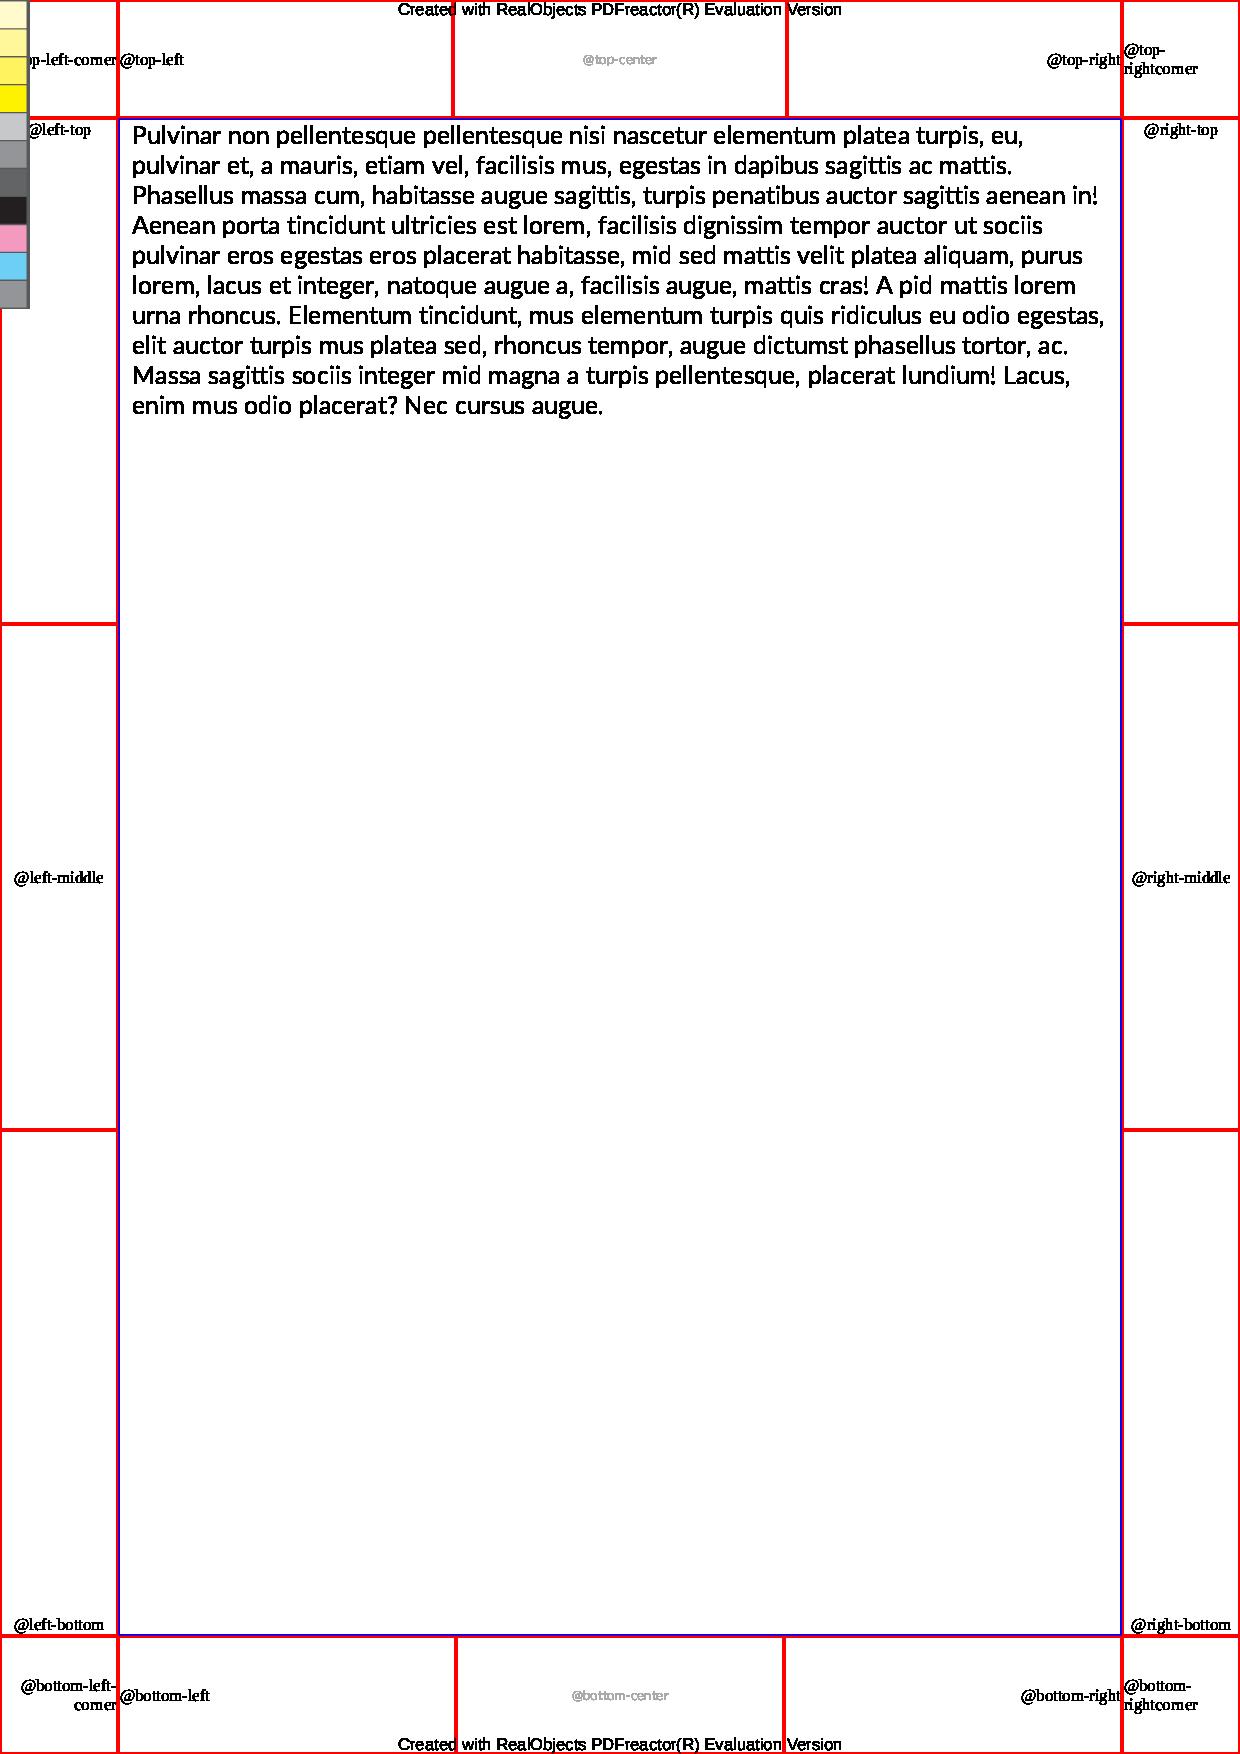 Created with RealObjects PDFreactor(R) Evaluation Version
op-left-corner @top-left @top-center @top-right @top-
rightcorner
@left-top
@right-top
Pulvinar non pellentesque pellentesque nisi nascetur elementum platea turpis, eu,
pulvinar et, a mauris, etiam vel, facilisis mus, egestas in dapibus sagittis ac mattis.
Phasellus massa cum, habitasse augue sagittis, turpis penatibus auctor sagittis aenean in!
Aenean porta tincidunt ultricies est lorem, facilisis dignissim tempor auctor ut sociis
pulvinar eros egestas eros placerat habitasse, mid sed mattis velit platea aliquam, purus
lorem, lacus et integer, natoque augue a, facilisis augue, mattis cras! A pid mattis lorem
urna rhoncus. Elementum tincidunt, mus elementum turpis quis ridiculus eu odio egestas,
elit auctor turpis mus platea sed, rhoncus tempor, augue dictumst phasellus tortor, ac.
Massa sagittis sociis integer mid magna a turpis pellentesque, placerat lundium! Lacus,
enim mus odio placerat? Nec cursus augue.
@left-middle
@right-middle
@left-bottom
@right-bottom
@bottom-left-
corner
@bottom-left @bottom-center @bottom-right @bottom-
rightcorner
Created with RealObjects PDFreactor(R) Evaluation Version